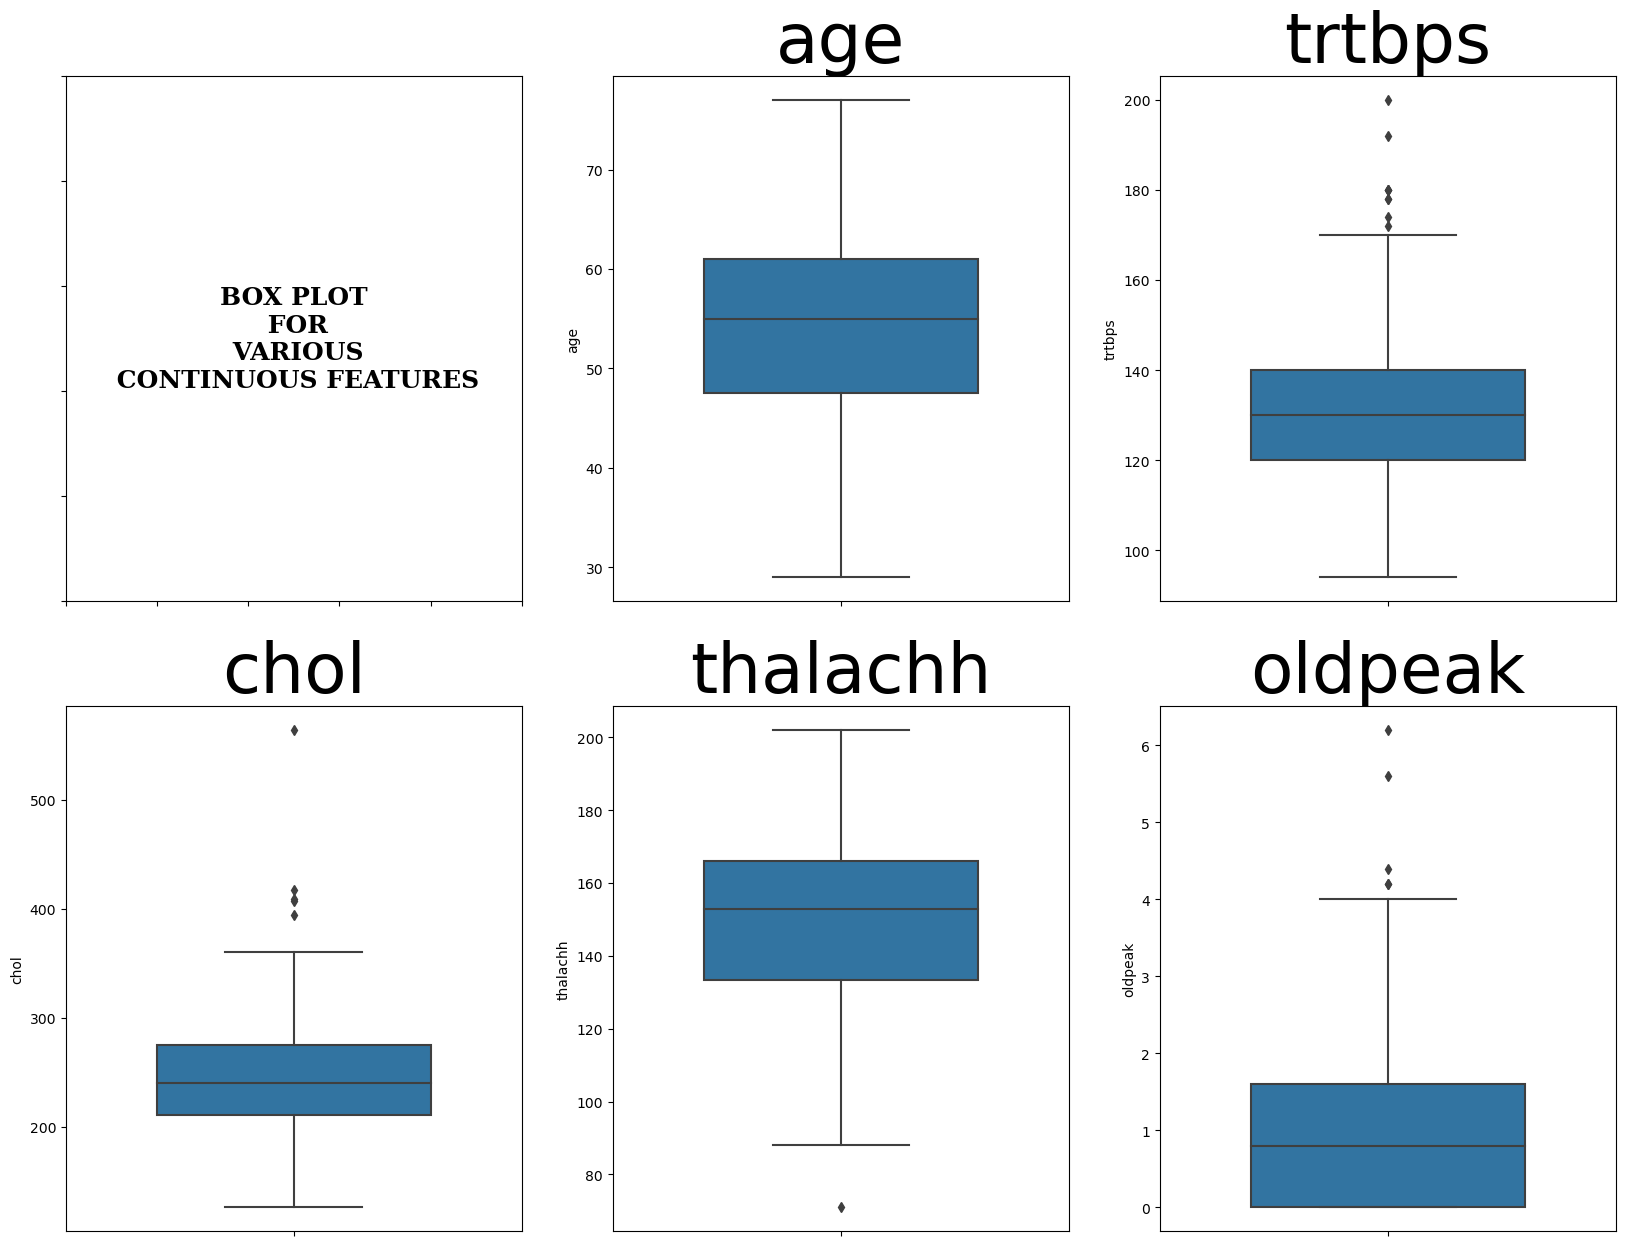 BOX PLOT
FOR
VARIOUS
CONTINUOUS FEATURES
age
70
60
50
40
30
age
trtbps
200
180
160
140
120
100
trtbps
chol
500
400
300
200
chol
thalachh
200
180
160
140
120
100
80
thalachh
oldpeak
6
5
4
3
2
1
0
oldpeak